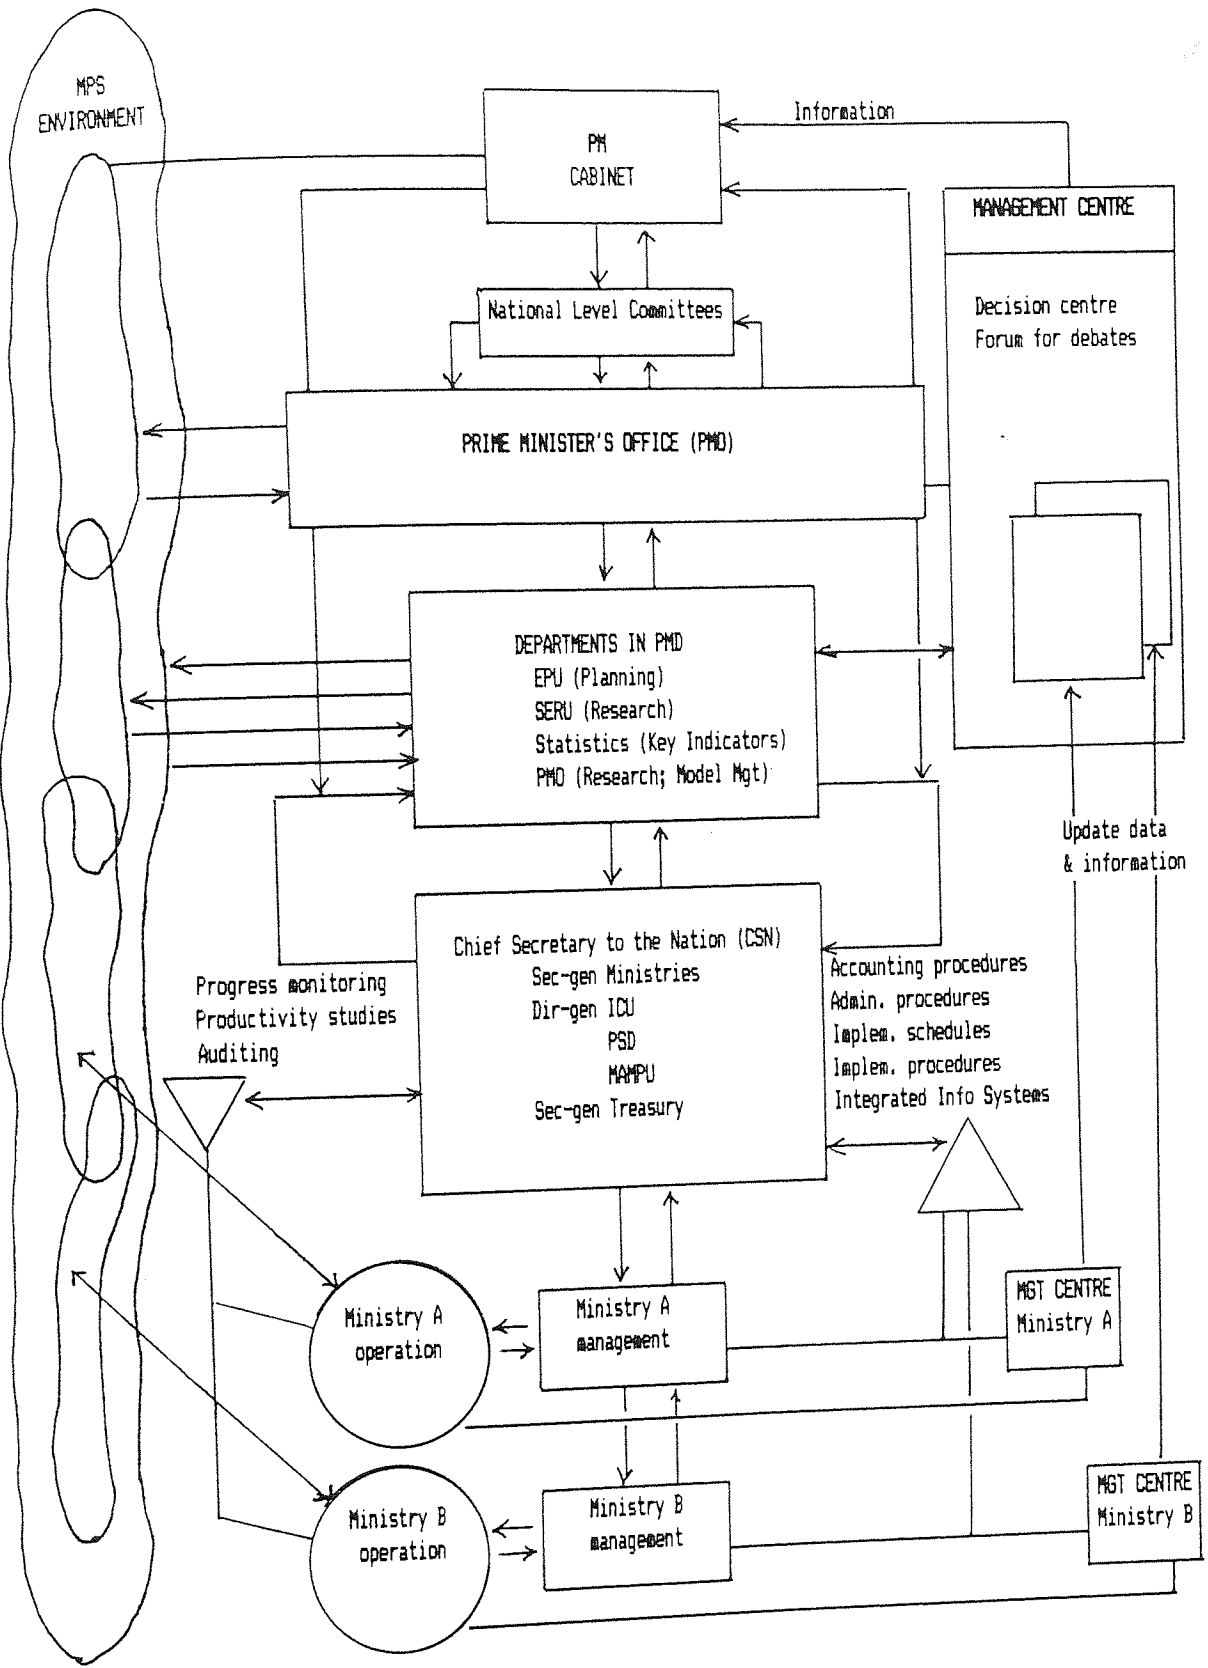 MPS
ENVIRONMENT
PM
CABINET
Information
MANAGEMENT CENTRE
Decision centre
Forum for debates
National Level Committees
PRIME MINISTER'S OFFICE (PMO)
DEPARTMENTS IN PMD
EPU (Planning)
SERU (Research)
Statistics (Key Indicators)
PMO (Research; Model Mgt)
Update data
& information
Chief Secretary to the Nation (CSN)
Sec-gen Ministries
Dir-gen ICU
PSD
MAMPU
Sec-gen Treasury
Progress monitoring
Productivity studies
Auditing
Accounting procedures
Admin. procedures
Implem. schedules
Implem. procedures
Integrated Info Systems
Ministry A
operation
Ministry A
management
MGT CENTRE
Ministry A
Ministry B
operation
Ministry B
management
MGT CENTRE
Ministry B